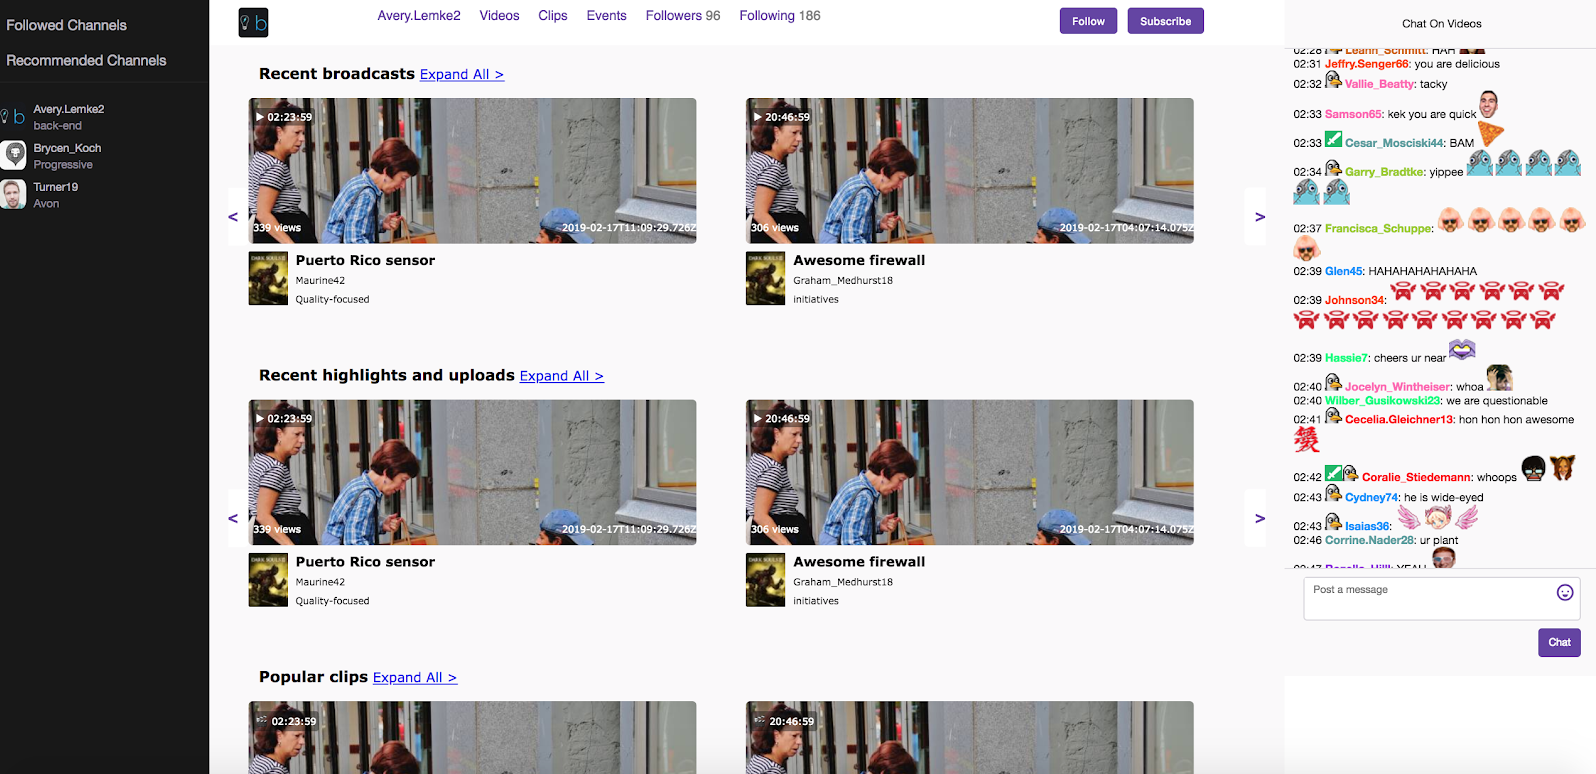 Followed Channels
Recommended Channels
Avery.Lemke2
back-end
Brycen_Koch
Progressive
Turner19
Avon
b
Avery.Lemke2 Videos Clips Events Followers 96 Following 186
Follow Subscribe
Recent broadcasts Expand All >
02:23:59
339 views 2019-02-17T11:09:29.726Z
Puerto Rico sensor
Maurine42
Quality-focused
20:46:59
306 views 2019-02-17T04:07:14.075Z
Awesome firewall
Graham_Medhurst18
initiatives
< >
Recent highlights and uploads Expand All >
02:23:59
339 views 2019-02-17T11:09:29.726Z
Puerto Rico sensor
Maurine42
Quality-focused
20:46:59
306 views 2019-02-17T04:07:14.075Z
Awesome firewall
Graham_Medhurst18
initiatives
< >
Popular clips Expand All >
02:23:59
20:46:59
Chat On Videos
02:28 Leann_Schmitt: HAH
02:31 Jeffry.Senger66: you are delicious
02:32 Vallie_Beatty: tacky
02:33 Samson65: kek you are quick
02:33 Cesar_Mosciski44: BAM
02:34 Garry_Bradtke: yippee
02:37 Francisca_Schuppe:
02:39 Glen45: HAHAHAHAHAHAHA
02:39 Johnson34:
02:39 Hassie7: cheers ur near
02:40 Jocelyn_Wintheiser: whoa
02:40 Wilber_Gusikowski23: we are questionable
02:41 Cecelia.Gleichner13: hon hon hon awesome
02:42 Coralie_Stiedemann: whoops
02:43 Cydney74: he is wide-eyed
02:43 Isaias36:
02:46 Corrine.Nader28: ur plant
02:47 YEAH
Post a message
Chat